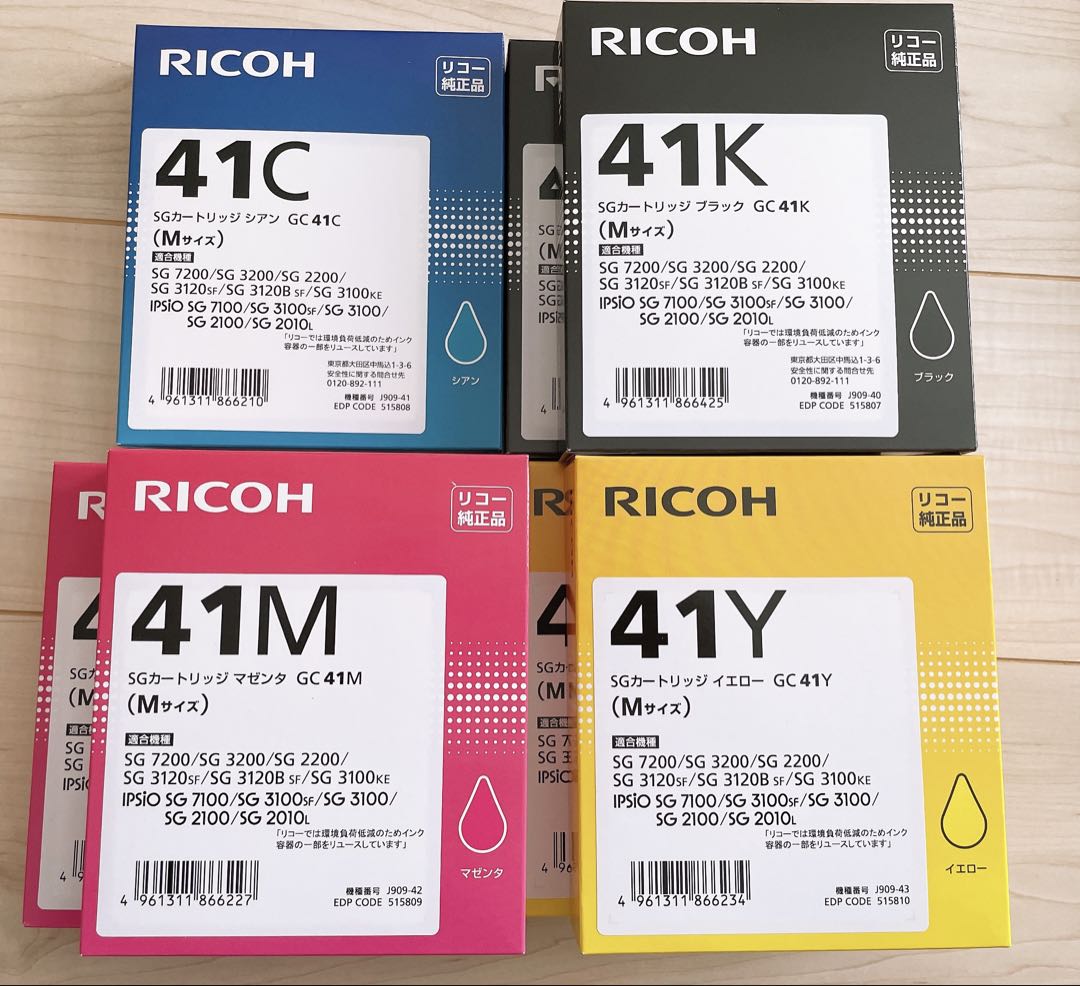 RICOH
リコー
純正品
41C
SGカートリッジ シアン GC 41C
(Mサイズ)
適合機種
SG 7200/SG 3200/SG 2200/
SG 3120SF/SG 3120B SF/SG 3100KE
IPSiO SG 7100/SG 3100SF/SG 3100/
SG 2100/SG 2010L
「リコーでは環境負荷低減のためインク
容器の一部をリユースしています」
東京都大田区中馬込1-3-6
安全性に関する問合せ先
0120-892-111
4 961311 866210
機種番号 J909-41
EDP CODE 515808
シアン
RICOH
リコー
純正品
41K
SGカートリッジ ブラック GC 41K
(Mサイズ)
適合機種
SG 7200/SG 3200/SG 2200/
SG 3120SF/SG 3120B SF/SG 3100KE
IPSiO SG 7100/SG 3100SF/SG 3100/
SG 2100/SG 2010L
「リコーでは環境負荷低減のためインク
容器の一部をリユースしています」
東京都大田区中馬込1-3-6
安全性に関する問合せ先
0120-892-111
4 961311 866425
機種番号 J909-40
EDP CODE 515807
ブラック
RICOH
リコー
純正品
41M
SGカートリッジ マゼンタ GC 41M
(Mサイズ)
適合機種
SG 7200/SG 3200/SG 2200/
SG 3120SF/SG 3120B SF/SG 3100KE
IPSiO SG 7100/SG 3100SF/SG 3100/
SG 2100/SG 2010L
「リコーでは環境負荷低減のためインク
容器の一部をリユースしています」
4 961311 866227
機種番号 J909-42
EDP CODE 515809
マゼンタ
RICOH
リコー
純正品
41Y
SGカートリッジ イエロー GC 41Y
(Mサイズ)
適合機種
SG 7200/SG 3200/SG 2200/
SG 3120SF/SG 3120B SF/SG 3100KE
IPSiO SG 7100/SG 3100SF/SG 3100/
SG 2100/SG 2010L
「リコーでは環境負荷低減のためインク
容器の一部をリユースしています」
4 961311 866234
機種番号 J909-43
EDP CODE 515810
イエロー